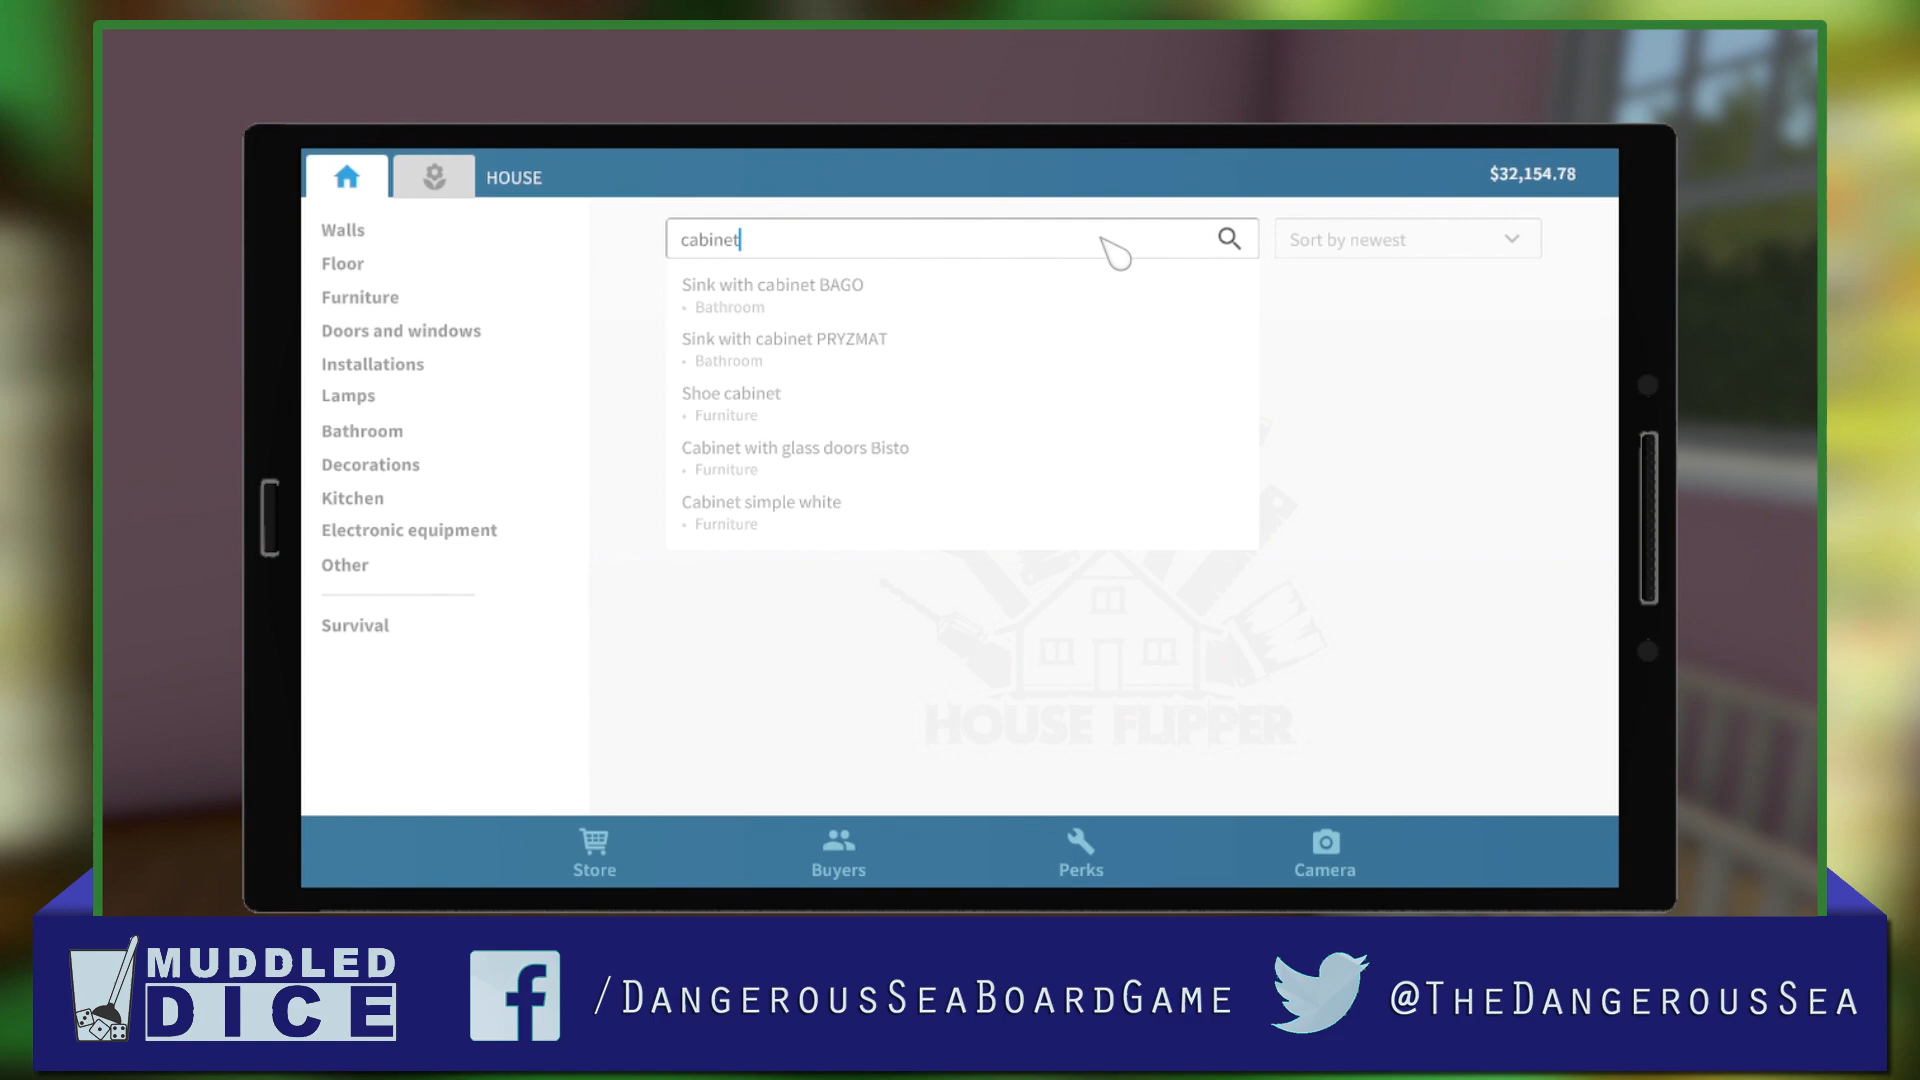 HOUSE
$32,154.78
Walls
Floor
Furniture
Doors and windows
Installations
Lamps
Bathroom
Decorations
Kitchen
Electronic equipment
Other
Survival
cabinet
Sort by newest
Sink with cabinet BAGO
• Bathroom
Sink with cabinet PRYZMAT
• Bathroom
Shoe cabinet
• Furniture
Cabinet with glass doors Bisto
• Furniture
Cabinet simple white
• Furniture
HOUSE FLIPPER
Store
Buyers
Perks
Camera
MUDDLED
DICE
/DANGEROUSSEABOARDGAME
@THEDANGEROUSSEA